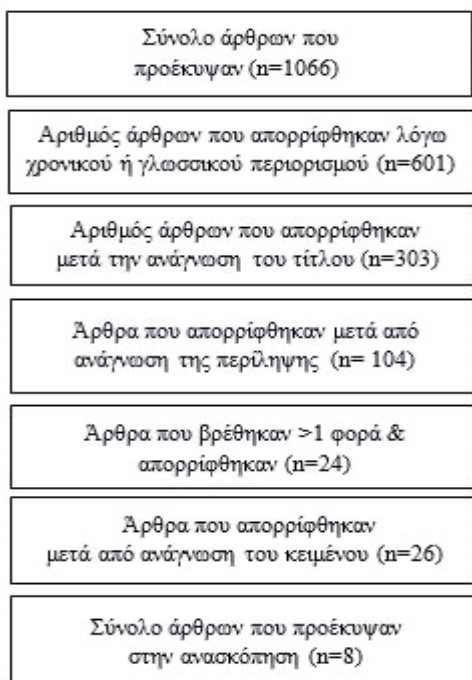 Σύνολο άρθρων που
προέκυψαν (n=1066)
Αριθμός άρθρων που απορρίφθηκαν λόγω
χρονικού ή γλωσσικού περιορισμού (n=601)
Αριθμός άρθρων που απορρίφθηκαν
μετά την ανάγνωση του τίτλου (n=303)
Άρθρα που απορρίφθηκαν μετά από
ανάγνωση της περίληψης (n= 104)
Άρθρα που βρέθηκαν >1 φορά &
απορρίφθηκαν (n=24)
Άρθρα που απορρίφθηκαν
μετά από ανάγνωση του κειμένου (n=26)
Σύνολο άρθρων που προέκυψαν
στην ανασκόπηση (n=8)